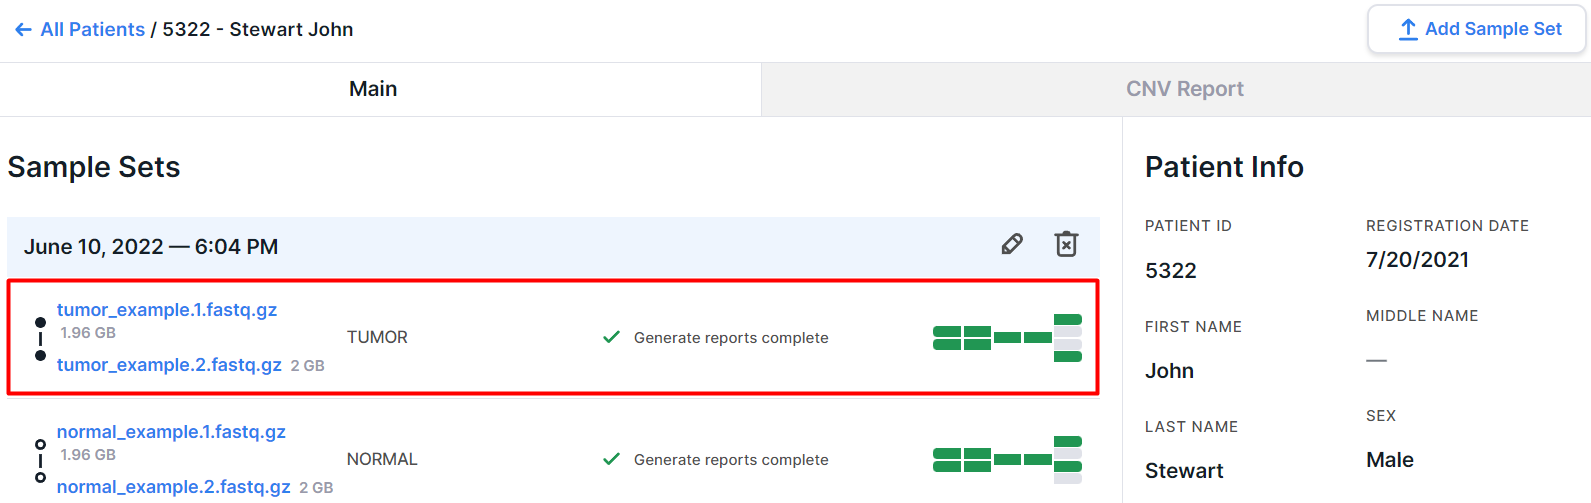 ← All Patients / 5322 - Stewart John
Add Sample Set
Main
CNV Report
Sample Sets
June 10, 2022 — 6:04 PM
tumor_example.1.fastq.gz
1.96 GB
tumor_example.2.fastq.gz 2 GB
TUMOR
Generate reports complete
normal_example.1.fastq.gz
1.96 GB
normal_example.2.fastq.gz 2 GB
NORMAL
Generate reports complete
Patient Info
PATIENT ID
5322
REGISTRATION DATE
7/20/2021
FIRST NAME
John
MIDDLE NAME
—
LAST NAME
Stewart
SEX
Male